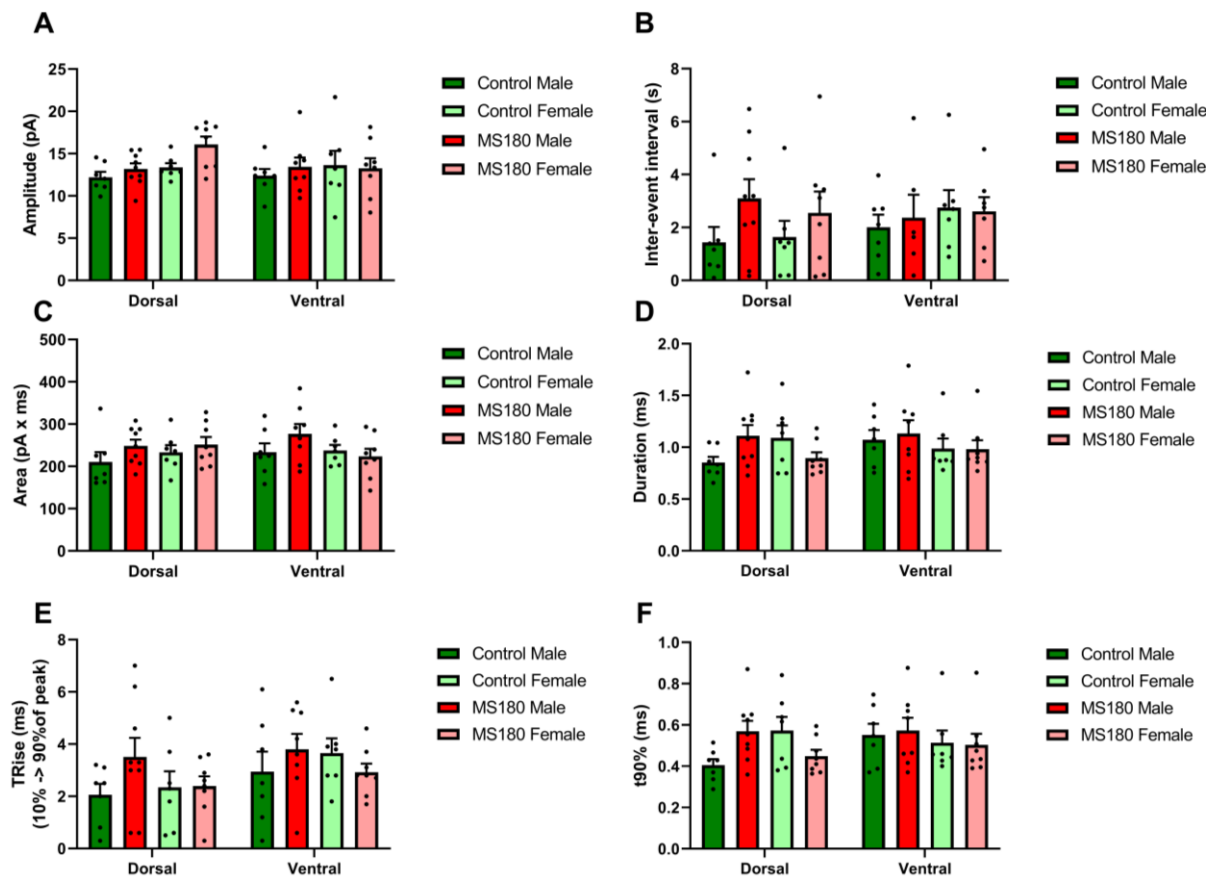 A
Amplitude (pA)
25
20
15
10
5
0
Dorsal
Ventral
Control Male
Control Female
MS180 Male
MS180 Female
B
Inter-event interval (s)
8
6
4
2
0
Dorsal
Ventral
Control Male
Control Female
MS180 Male
MS180 Female
C
Area (pA x ms)
500
400
300
200
100
0
Dorsal
Ventral
Control Male
Control Female
MS180 Male
MS180 Female
D
Duration (ms)
2.0
1.5
1.0
0.5
0.0
Dorsal
Ventral
Control Male
Control Female
MS180 Male
MS180 Female
E
TRise (ms)
(10% -> 90%of peak)
8
6
4
2
0
Dorsal
Ventral
Control Male
Control Female
MS180 Male
MS180 Female
F
t90% (ms)
1.0
0.8
0.6
0.4
0.2
0.0
Dorsal
Ventral
Control Male
Control Female
MS180 Male
MS180 Female